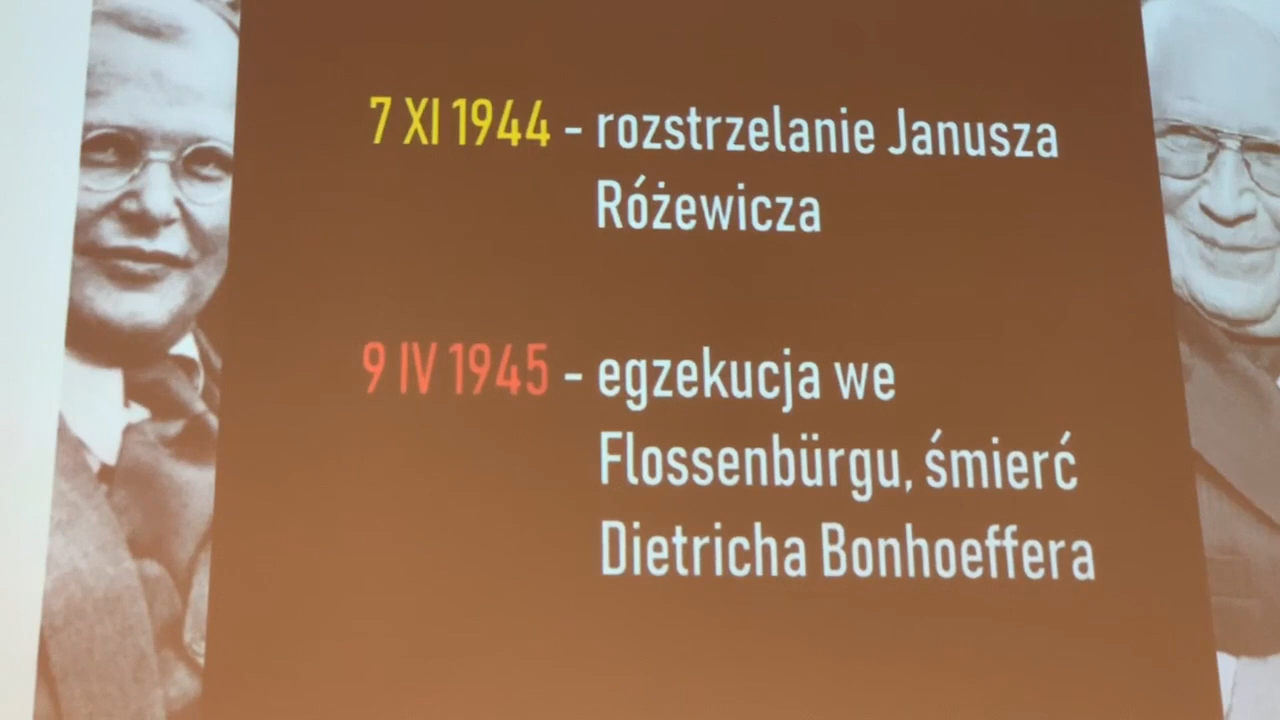 7 XI 1944 - rozstrzelanie Janusza
Różewicza
9 IV 1945 - egzekucja we
Flossenbürgu, śmierć
Dietricha Bonhoeffera